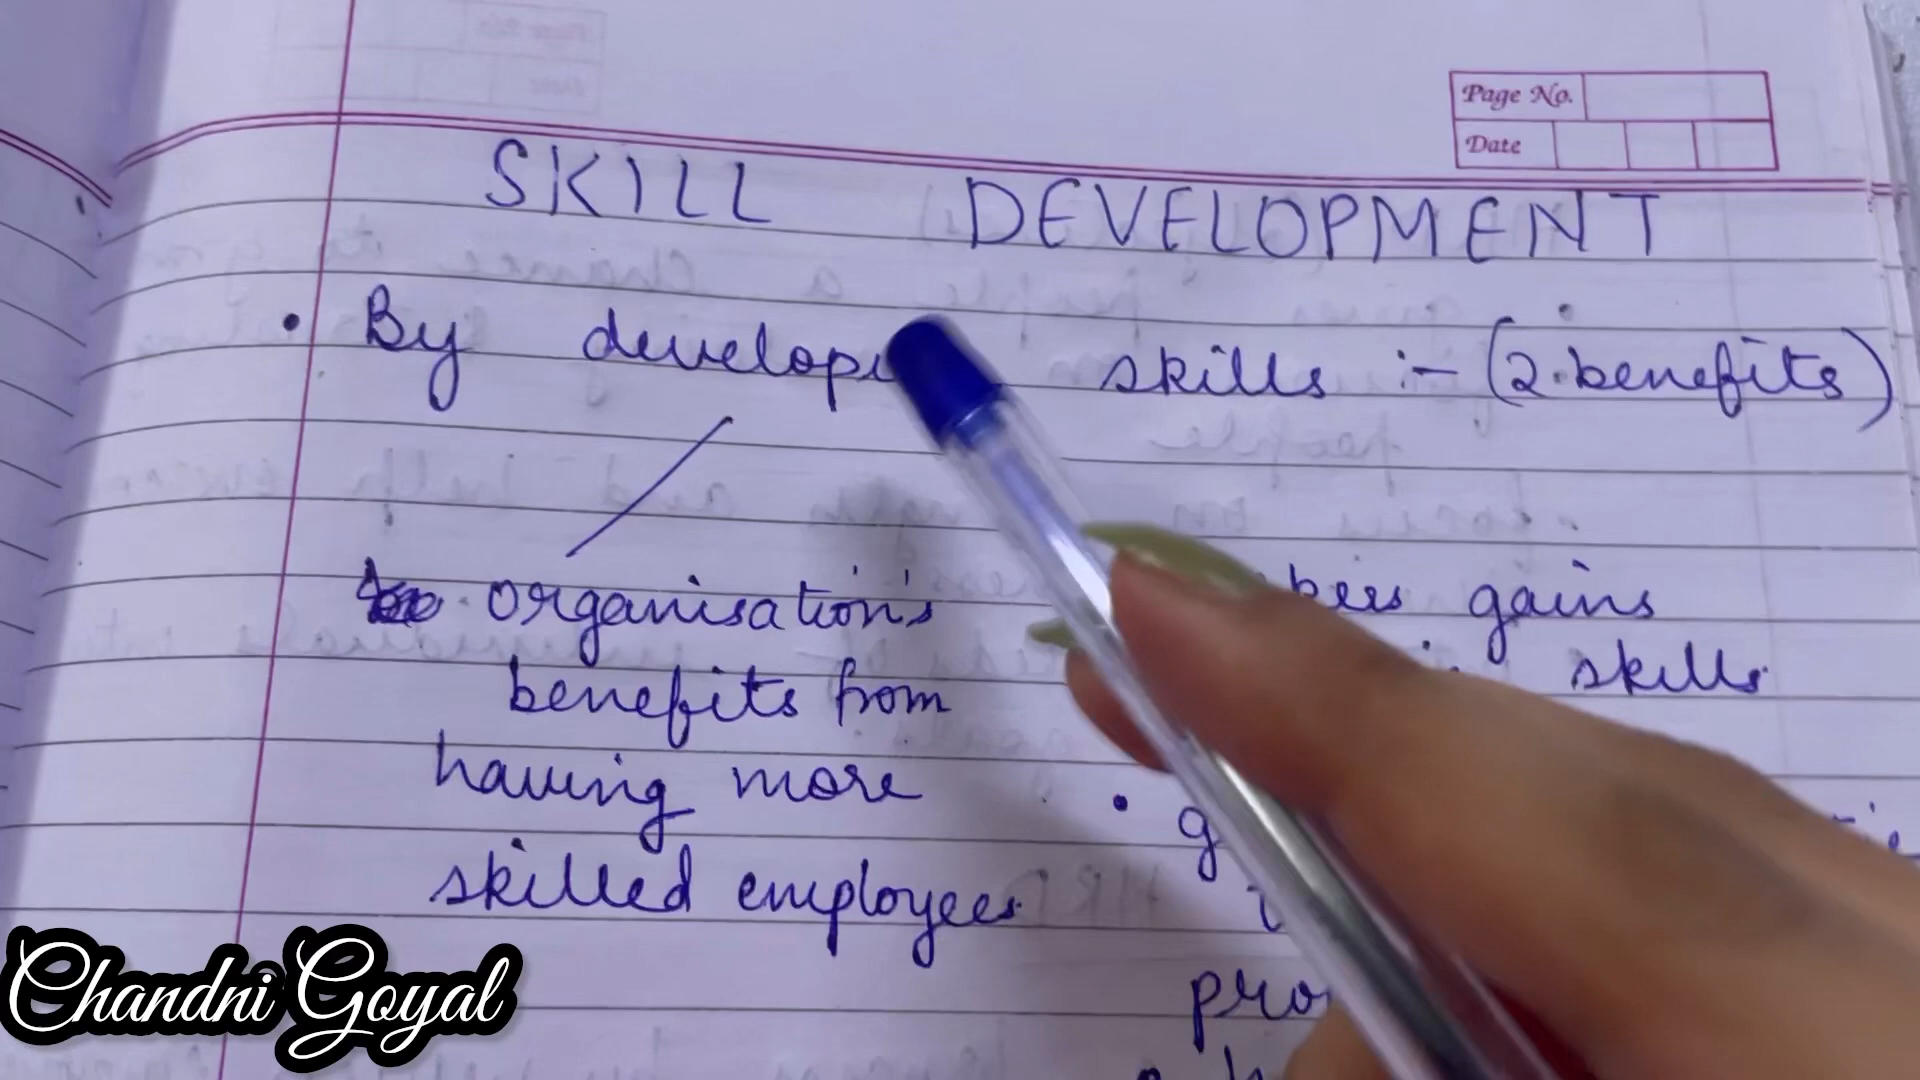 Page No.
Date
SKILL DEVELOPMENT
• By skills :- (2 benefits)
organisation's
benefits from
having more
skilled employees.
gains
skills.
Chandni Goyal